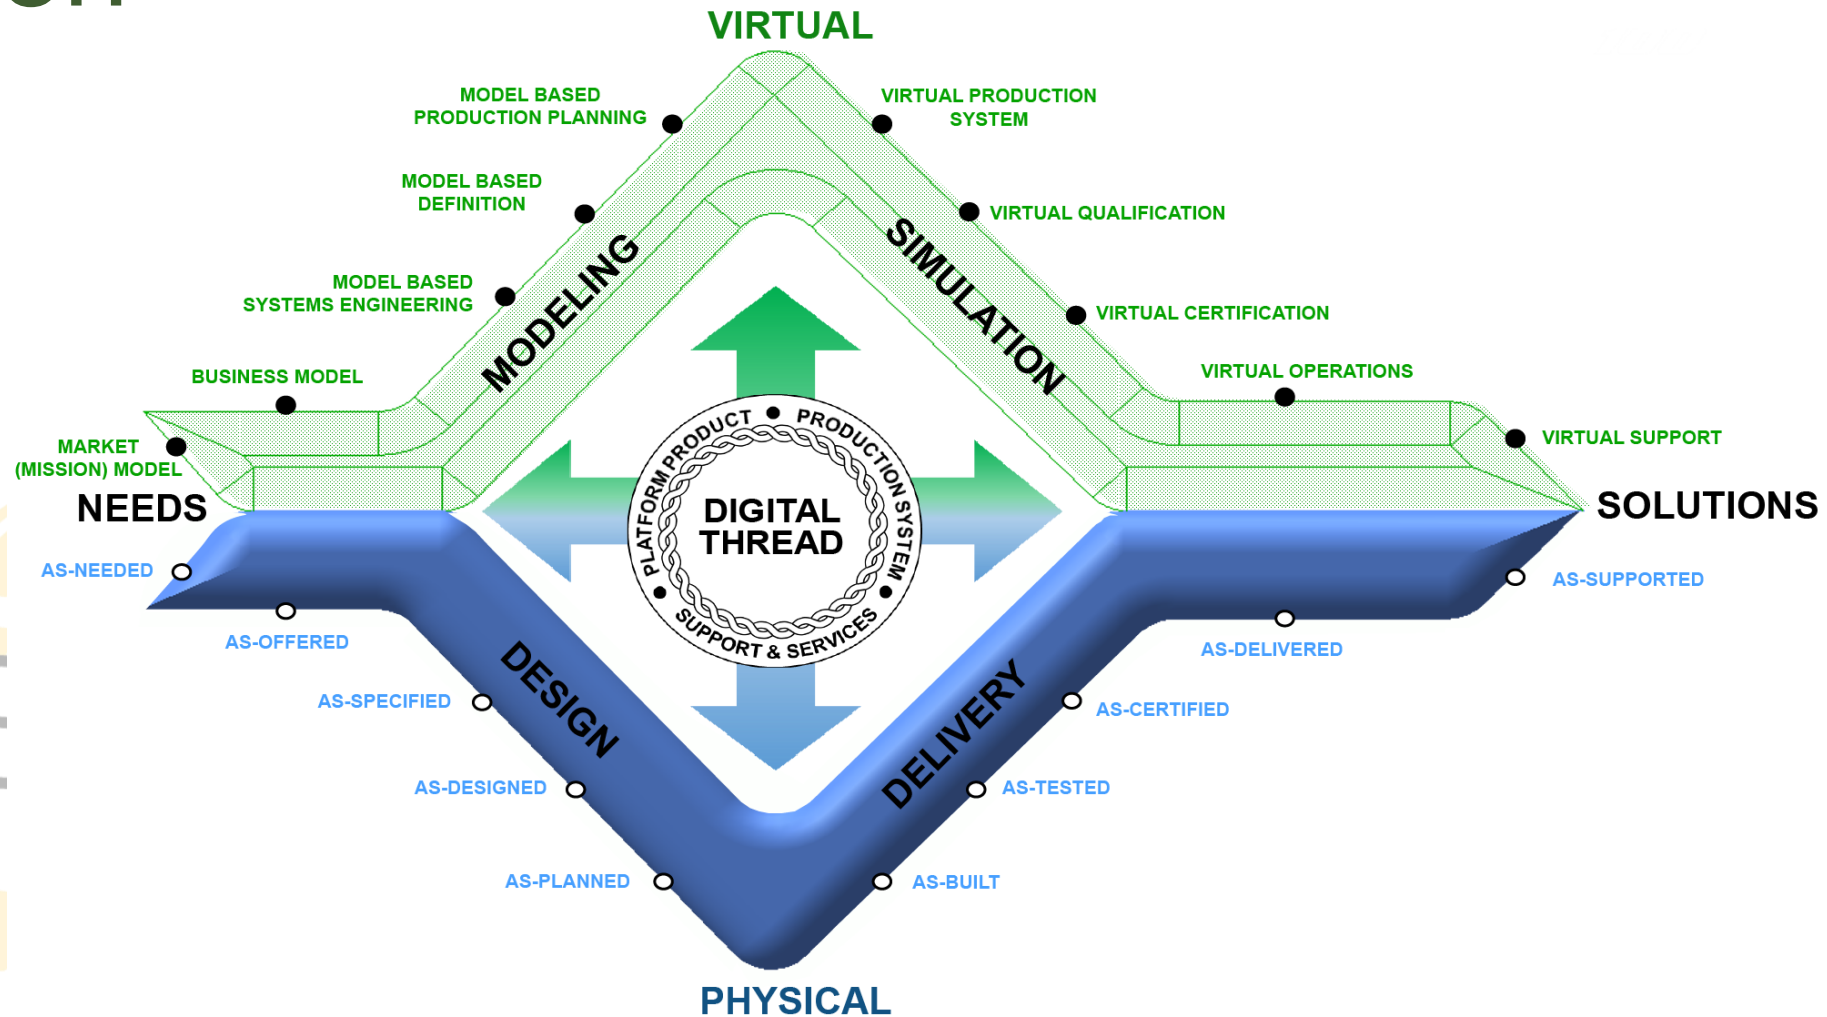 VIRTUAL
MODEL BASED
PRODUCTION PLANNING
VIRTUAL PRODUCTION
SYSTEM
MODEL BASED
DEFINITION
VIRTUAL QUALIFICATION
MODELING
SIMULATION
MODEL BASED
SYSTEMS ENGINEERING
VIRTUAL CERTIFICATION
BUSINESS MODEL
VIRTUAL OPERATIONS
MARKET
(MISSION) MODEL
VIRTUAL SUPPORT
NEEDS
SOLUTIONS
PLATFORM PRODUCT • PRODUCTION SYSTEM • SUPPORT & SERVICES •
DIGITAL
THREAD
AS-NEEDED
AS-SUPPORTED
AS-OFFERED
AS-DELIVERED
DESIGN
DELIVERY
AS-SPECIFIED
AS-CERTIFIED
AS-DESIGNED
AS-TESTED
AS-PLANNED
AS-BUILT
PHYSICAL